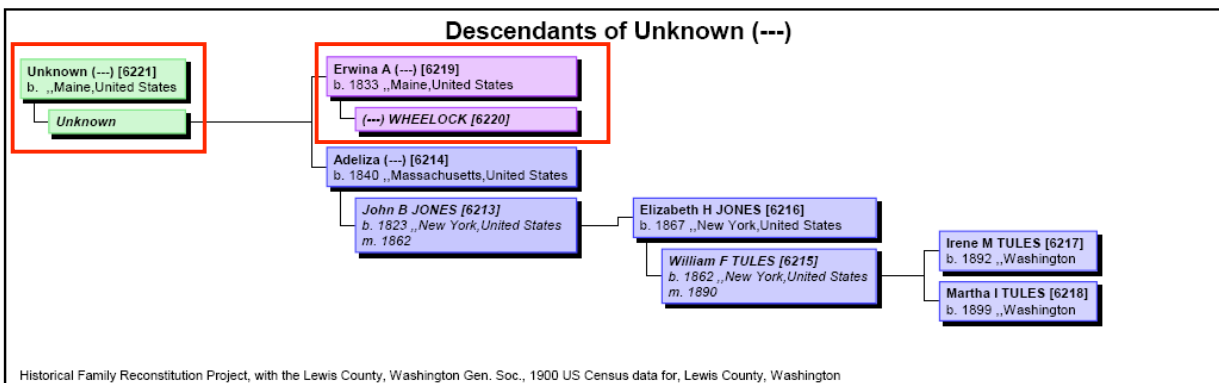 Descendants of Unknown (---)
Unknown (---) [6221]
b. ,,Maine,United States
Unknown
Erwina A (---) [6219]
b. 1833 ,,Maine,United States
(---) WHEELOCK [6220]
Adeliza (---) [6214]
b. 1840 ,,Massachusetts,United States
John B JONES [6213]
b. 1823 ,,New York,United States
m. 1862
Elizabeth H JONES [6216]
b. 1867 ,,New York,United States
William F TULES [6215]
b. 1862 ,,New York,United States
m. 1890
Irene M TULES [6217]
b. 1892 ,,Washington
Martha I TULES [6218]
b. 1899 ,,Washington
Historical Family Reconstitution Project, with the Lewis County, Washington Gen. Soc., 1900 US Census data for, Lewis County, Washington